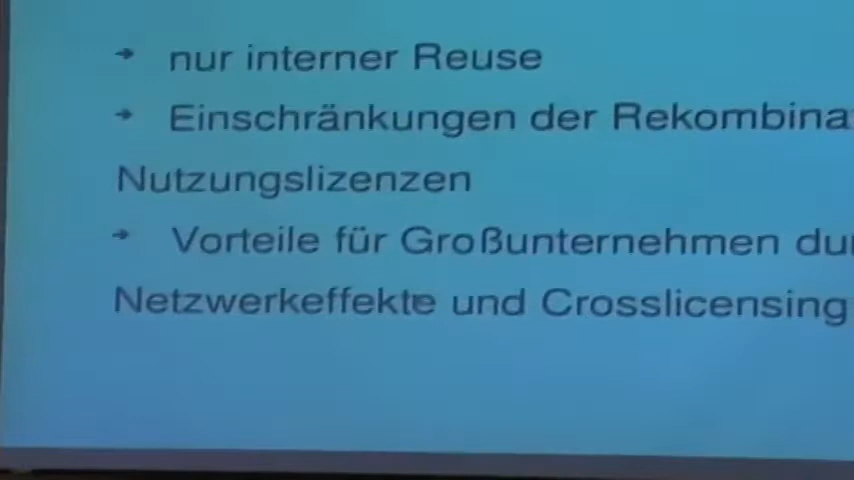 → nur interner Reuse
→ Einschränkungen der Rekombina
Nutzungslizenzen
→ Vorteile für Großunternehmen du
Netzwerkeffekte und Crosslicensing